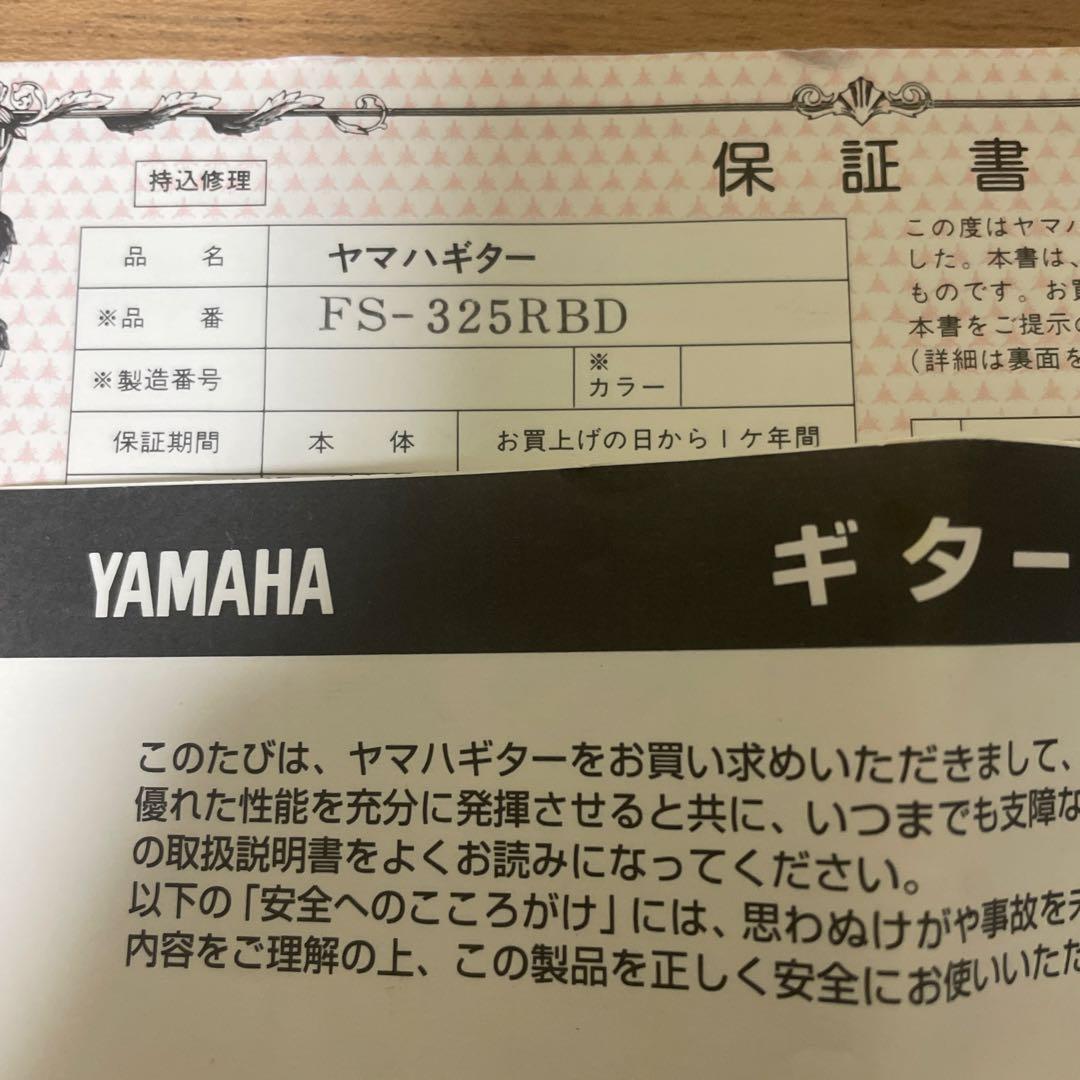 持込修理
保証書
品名 ヤマハギター
※品番 FS-325RBD
※製造番号 ※カラー
保証期間 本体 お買上げの日から1ケ年間
この度はヤマハ
した。本書は、
ものです。お買
本書をご提示の
(詳細は裏面を
YAMAHA ギター
このたびは、ヤマハギターをお買い求めいただきまして、
優れた性能を充分に発揮させると共に、いつまでも支障な
の取扱説明書をよくお読みになってください。
以下の「安全へのこころがけ」には、思わぬけがや事故を
内容をご理解の上、この製品を正しく安全にお使いいただ